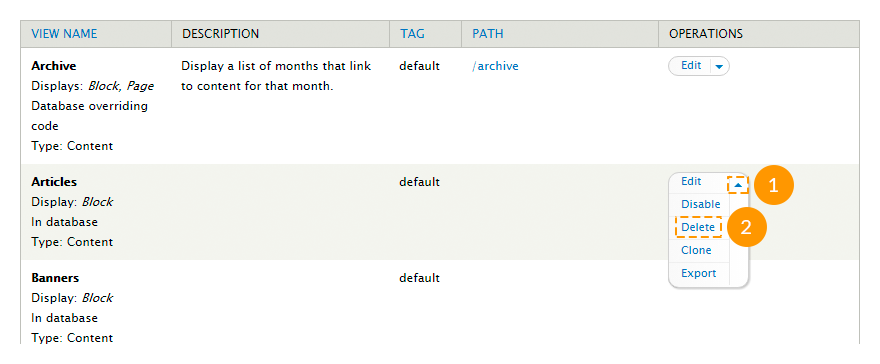 VIEW NAME DESCRIPTION TAG PATH OPERATIONS
Archive Display a list of months that link default /archive Edit
Displays: Block, Page to content for that month.
Database overriding
code
Type: Content
Articles default Edit 1
Display: Block Disable
In database Delete 2
Type: Content Clone
Export
Banners default
Display: Block
In database
Type: Content